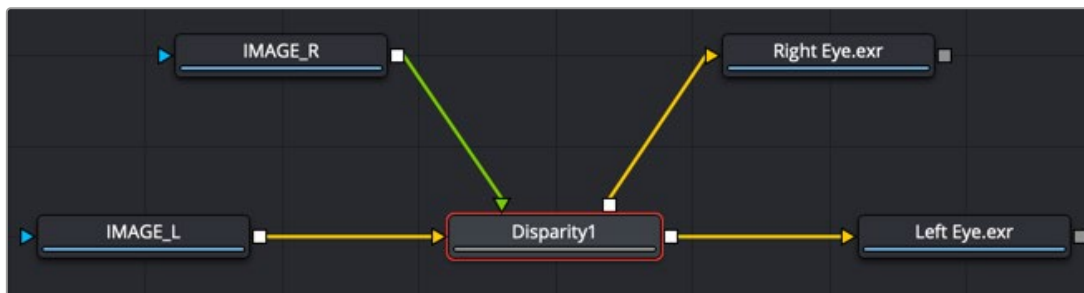 IMAGE_R
Right Eye.exr
IMAGE_L
Disparity1
Left Eye.exr